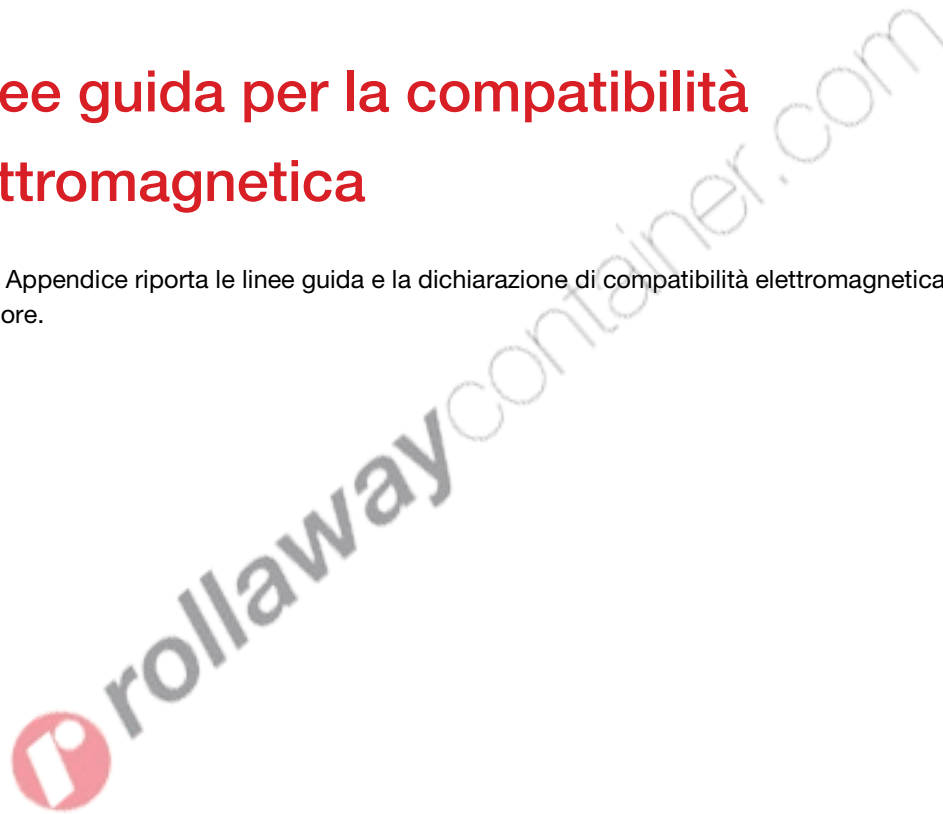 ee guida per la compatibilità
ttromagnetica
Appendice riporta le linee guida e la dichiarazione di compatibilità elettromagnetica
ore.
rollawaycontainer.com